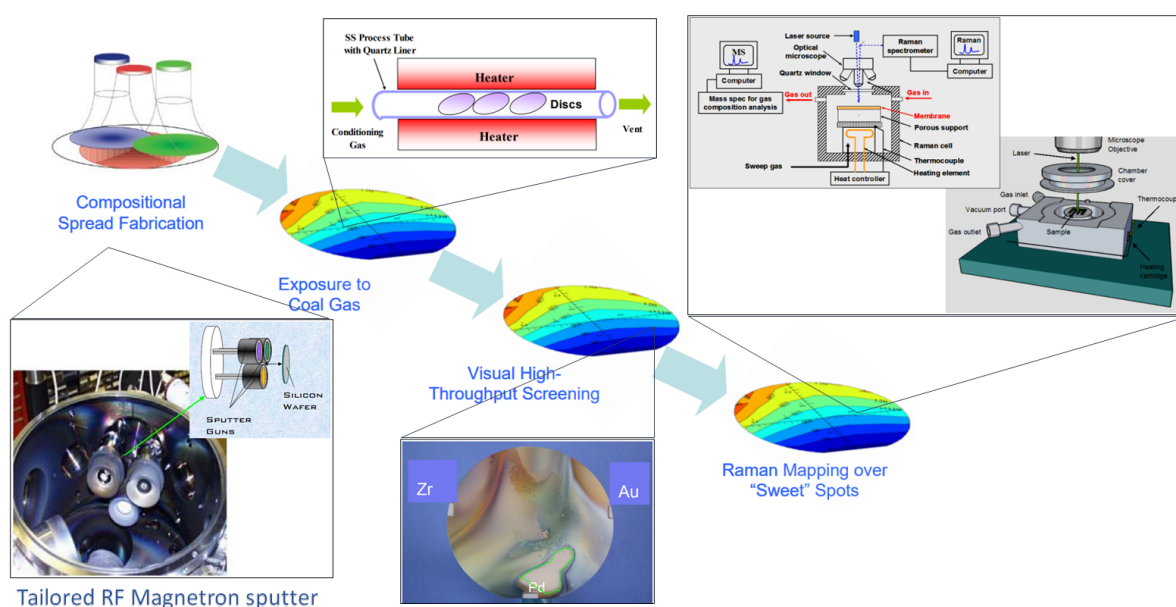 SS Process Tube
with Quartz Liner
Heater
Discs
Conditioning
Gas
Heater
Vent
Laser source
Optical
microscope
Raman
spectrometer
MS
Raman
Computer
Computer
Quartz window
Mass spec for gas
composition analysis
Gas out
Gas in
Membrane
Porous support
Raman cell
Thermocouple
Heating element
Sweep gas
Heat controller
Microscope
Objective
Laser
Chamber
cover
Gas inlet
Vacuum port
Gas outlet
Sample
Thermocoup
Heating
cartridge
Compositional
Spread Fabrication
Exposure to
Coal Gas
Visual High-
Throughput Screening
Raman Mapping over
“Sweet” Spots
SILICON
WAFER
SPUTTER
GUNS
Zr
Au
Pd
Tailored RF Magnetron sputter